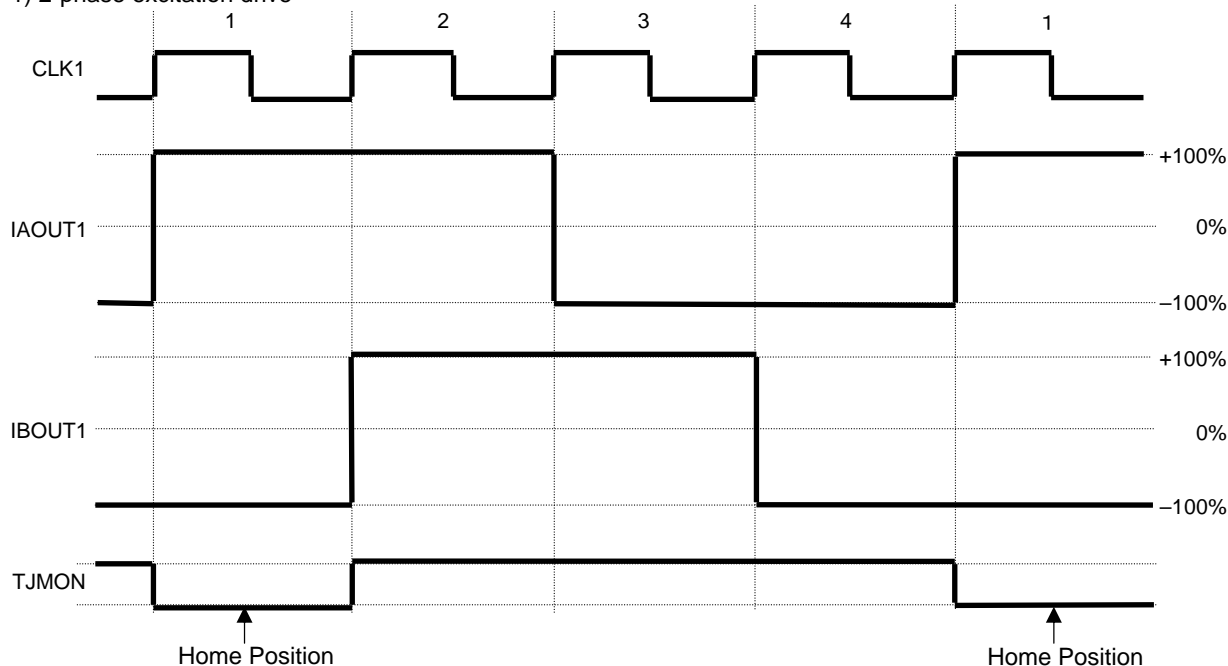 1) 2-phase excitation drive
1 2 3 4 1
CLK1
+100%
IAOUT1 0%
–100%
+100%
IBOUT1 0%
–100%
TJMON
Home Position Home Position